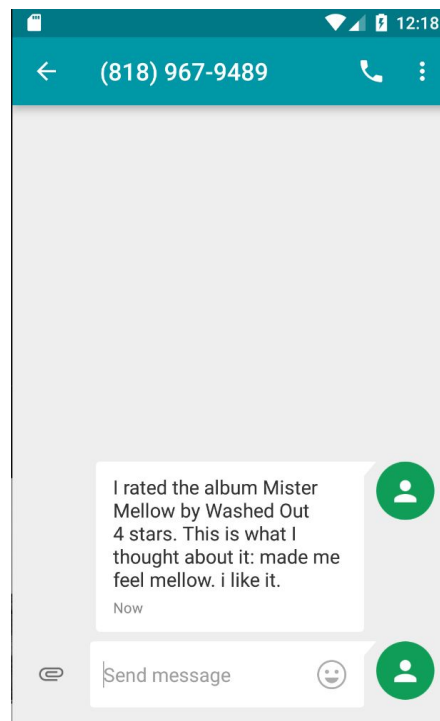 12:18
(818) 967-9489
I rated the album Mister
Mellow by Washed Out
4 stars. This is what I
thought about it: made me
feel mellow. i like it.
Now
Send message